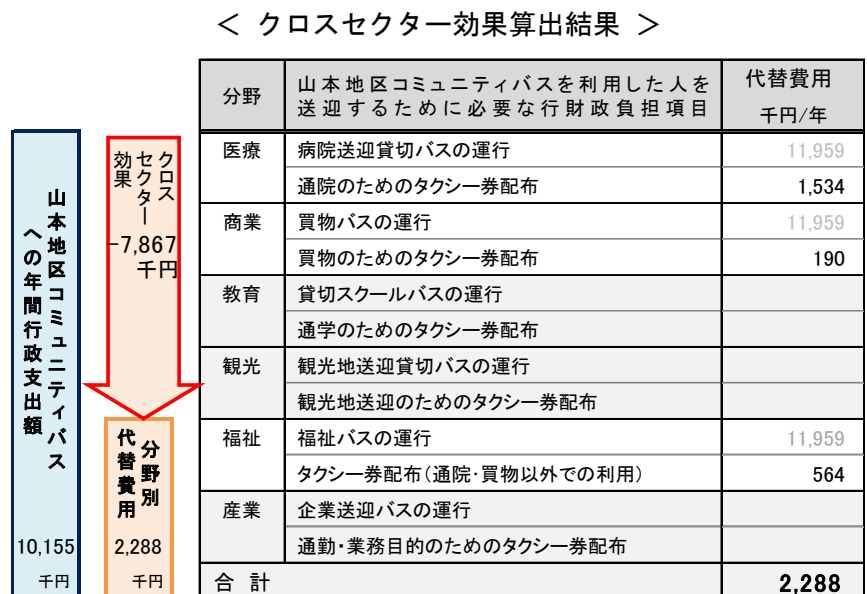 ＜ クロスセクター効果算出結果 ＞
山本地区コミュニティバス
への年間行政支出額
10,155
千円
クロス
セクター
効果
-7,867
千円
分野別
代替費用
2,288
千円
分野
山本地区コミュニティバスを利用した人を
送迎するために必要な行財政負担項目
代替費用
千円/年
医療
病院送迎貸切バスの運行
11,959
通院のためのタクシー券配布
1,534
商業
買物バスの運行
11,959
買物のためのタクシー券配布
190
教育
貸切スクールバスの運行
通学のためのタクシー券配布
観光
観光地送迎貸切バスの運行
観光地送迎のためのタクシー券配布
福祉
福祉バスの運行
11,959
タクシー券配布(通院・買物以外での利用)
564
産業
企業送迎バスの運行
通勤・業務目的のためのタクシー券配布
合 計
2,288